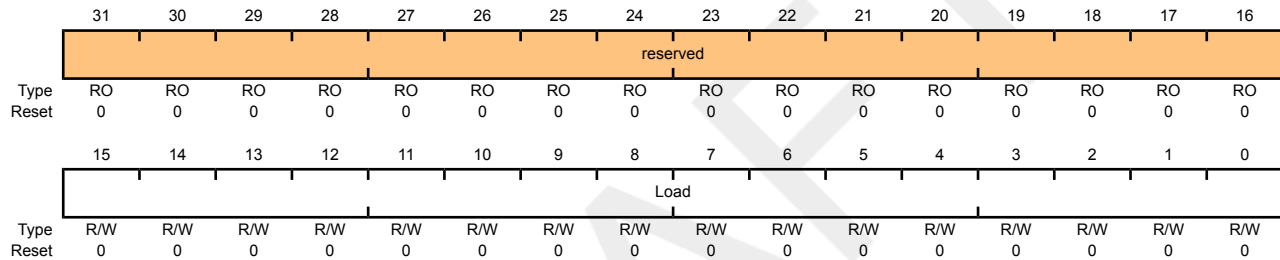 31 30 29 28 27 26 25 24 23 22 21 20 19 18 17 16
reserved
Type RO RO RO RO RO RO RO RO RO RO RO RO RO RO RO RO
Reset 0 0 0 0 0 0 0 0 0 0 0 0 0 0 0 0
15 14 13 12 11 10 9 8 7 6 5 4 3 2 1 0
Load
Type R/W R/W R/W R/W R/W R/W R/W R/W R/W R/W R/W R/W R/W R/W R/W R/W
Reset 0 0 0 0 0 0 0 0 0 0 0 0 0 0 0 0